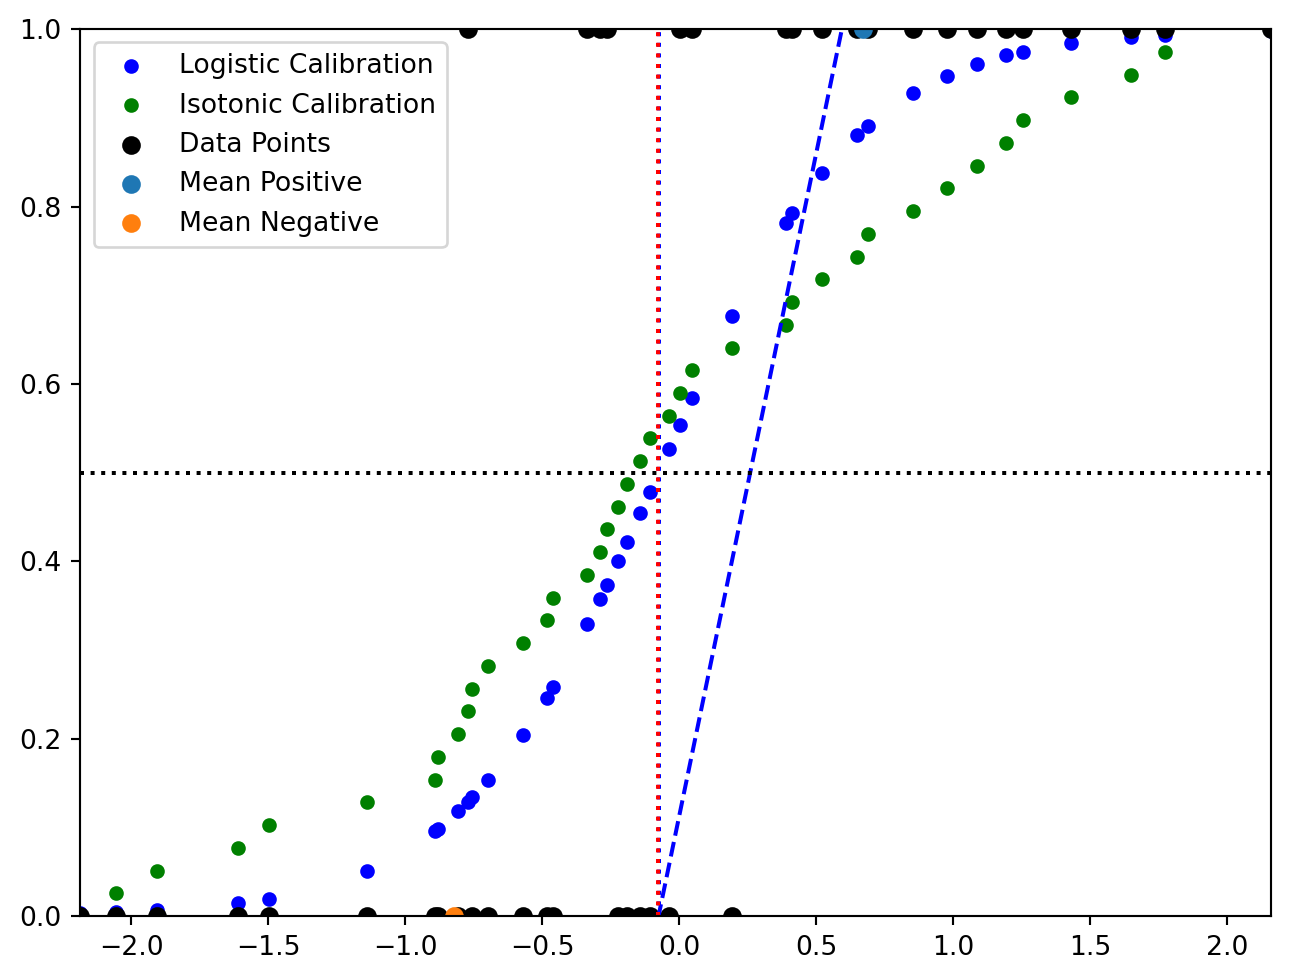 1.0
0.8
0.6
0.4
0.2
0.0
Logistic Calibration
Isotonic Calibration
Data Points
Mean Positive
Mean Negative
−2.0 −1.5 −1.0 −0.5 0.0 0.5 1.0 1.5 2.0